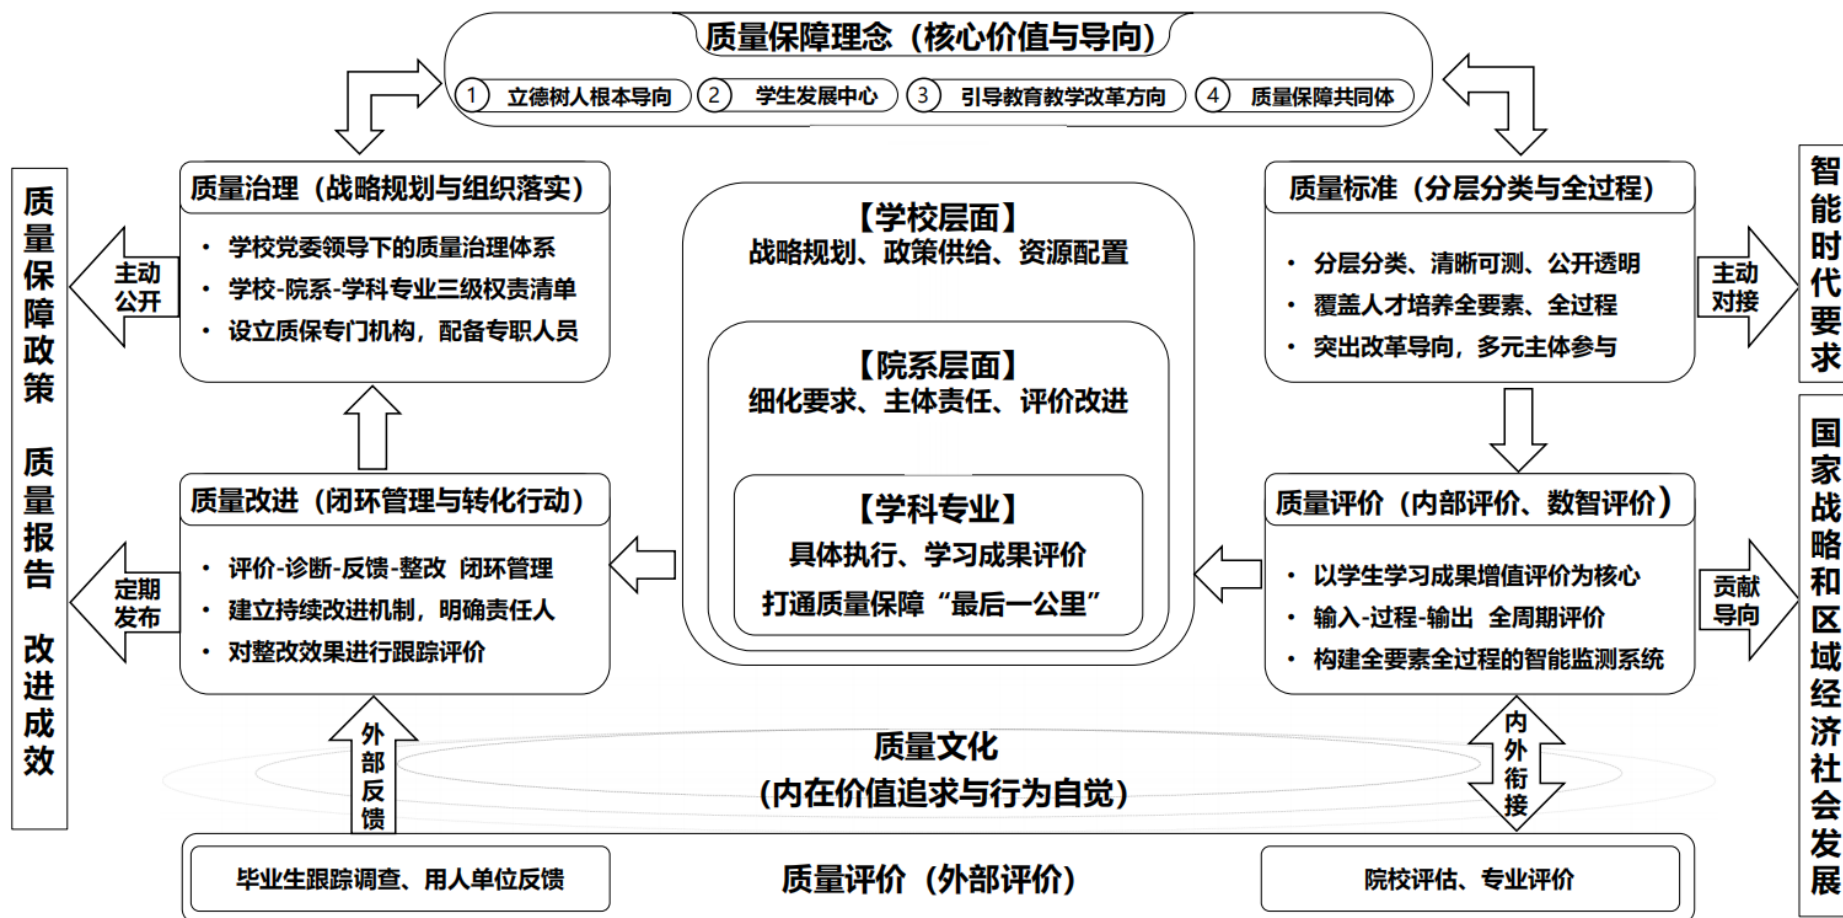 质量保障理念（核心价值与导向）
1 立德树人根本导向
2 学生发展中心
3 引导教育教学改革方向
4 质量保障共同体
质量保障政策 质量报告 改进成效
主动
公开
定期
发布
质量治理（战略规划与组织落实）
• 学校党委领导下的质量治理体系
• 学校-院系-学科专业三级权责清单
• 设立质保专门机构，配备专职人员
质量改进（闭环管理与转化行动）
• 评价-诊断-反馈-整改 闭环管理
• 建立持续改进机制，明确责任人
• 对整改效果进行跟踪评价
【学校层面】
战略规划、政策供给、资源配置
【院系层面】
细化要求、主体责任、评价改进
【学科专业】
具体执行、学习成果评价
打通质量保障“最后一公里”
质量标准（分层分类与全过程）
• 分层分类、清晰可测、公开透明
• 覆盖人才培养全要素、全过程
• 突出改革导向，多元主体参与
质量评价（内部评价、数智评价）
• 以学生学习成果增值评价为核心
• 输入-过程-输出 全周期评价
• 构建全要素全过程的智能监测系统
主动
对接
贡献
导向
智能时代要求
国家战略和区域经济社会发展
外部反馈
质量文化
（内在价值追求与行为自觉）
内外衔接
毕业生跟踪调查、用人单位反馈
质量评价（外部评价）
院校评估、专业评价